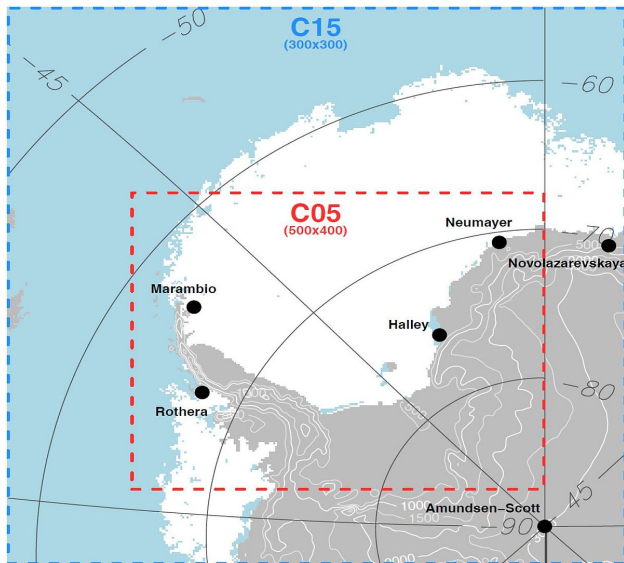 C15
(300x300)
-50
-45
-60
C05
(500x400)
Neumayer
-70
500
Novolazarevskaya
Marambio
Halley
Rothera
-80
45
Amundsen-Scott
1000
1500
-90